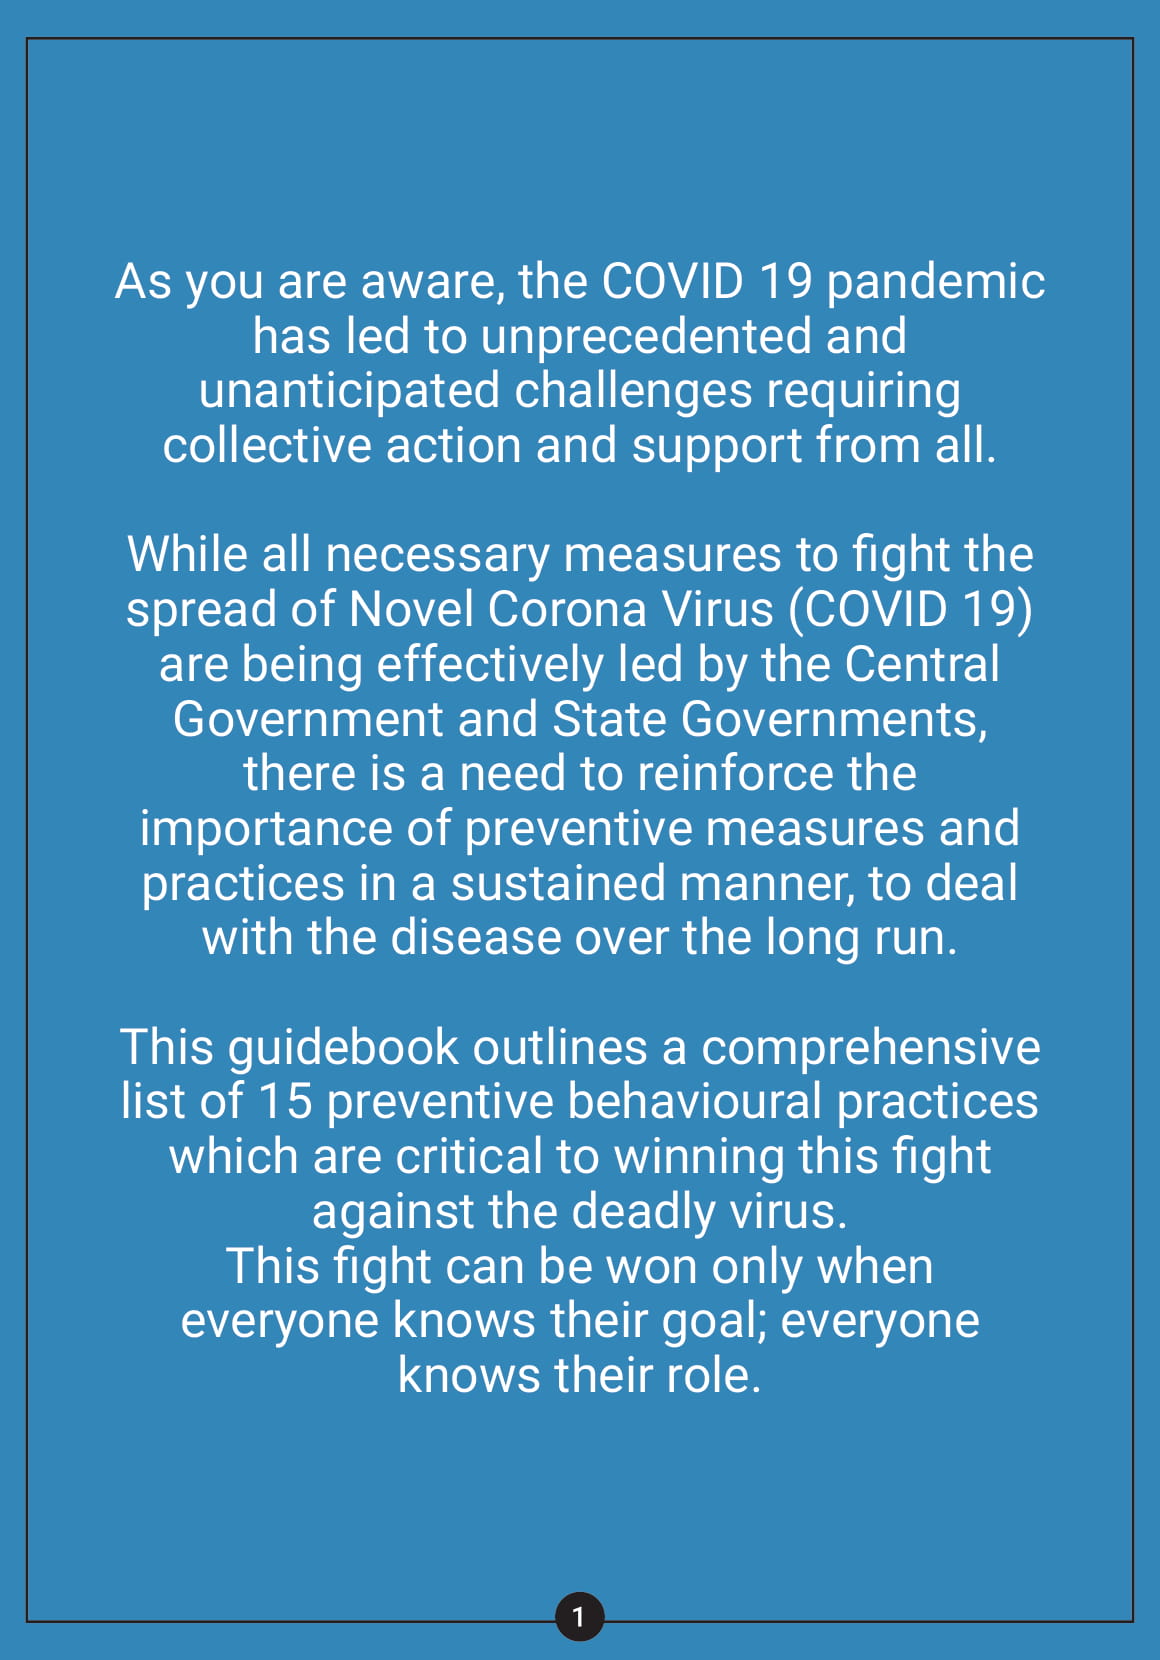 As you are aware, the COVID 19 pandemic
has led to unprecedented and
unanticipated challenges requiring
collective action and support from all.
While all necessary measures to fight the
spread of Novel Corona Virus (COVID 19)
are being effectively led by the Central
Government and State Governments,
there is a need to reinforce the
importance of preventive measures and
practices in a sustained manner, to deal
with the disease over the long run.
This guidebook outlines a comprehensive
list of 15 preventive behavioural practices
which are critical to winning this fight
against the deadly virus.
This fight can be won only when
everyone knows their goal; everyone
knows their role.
1